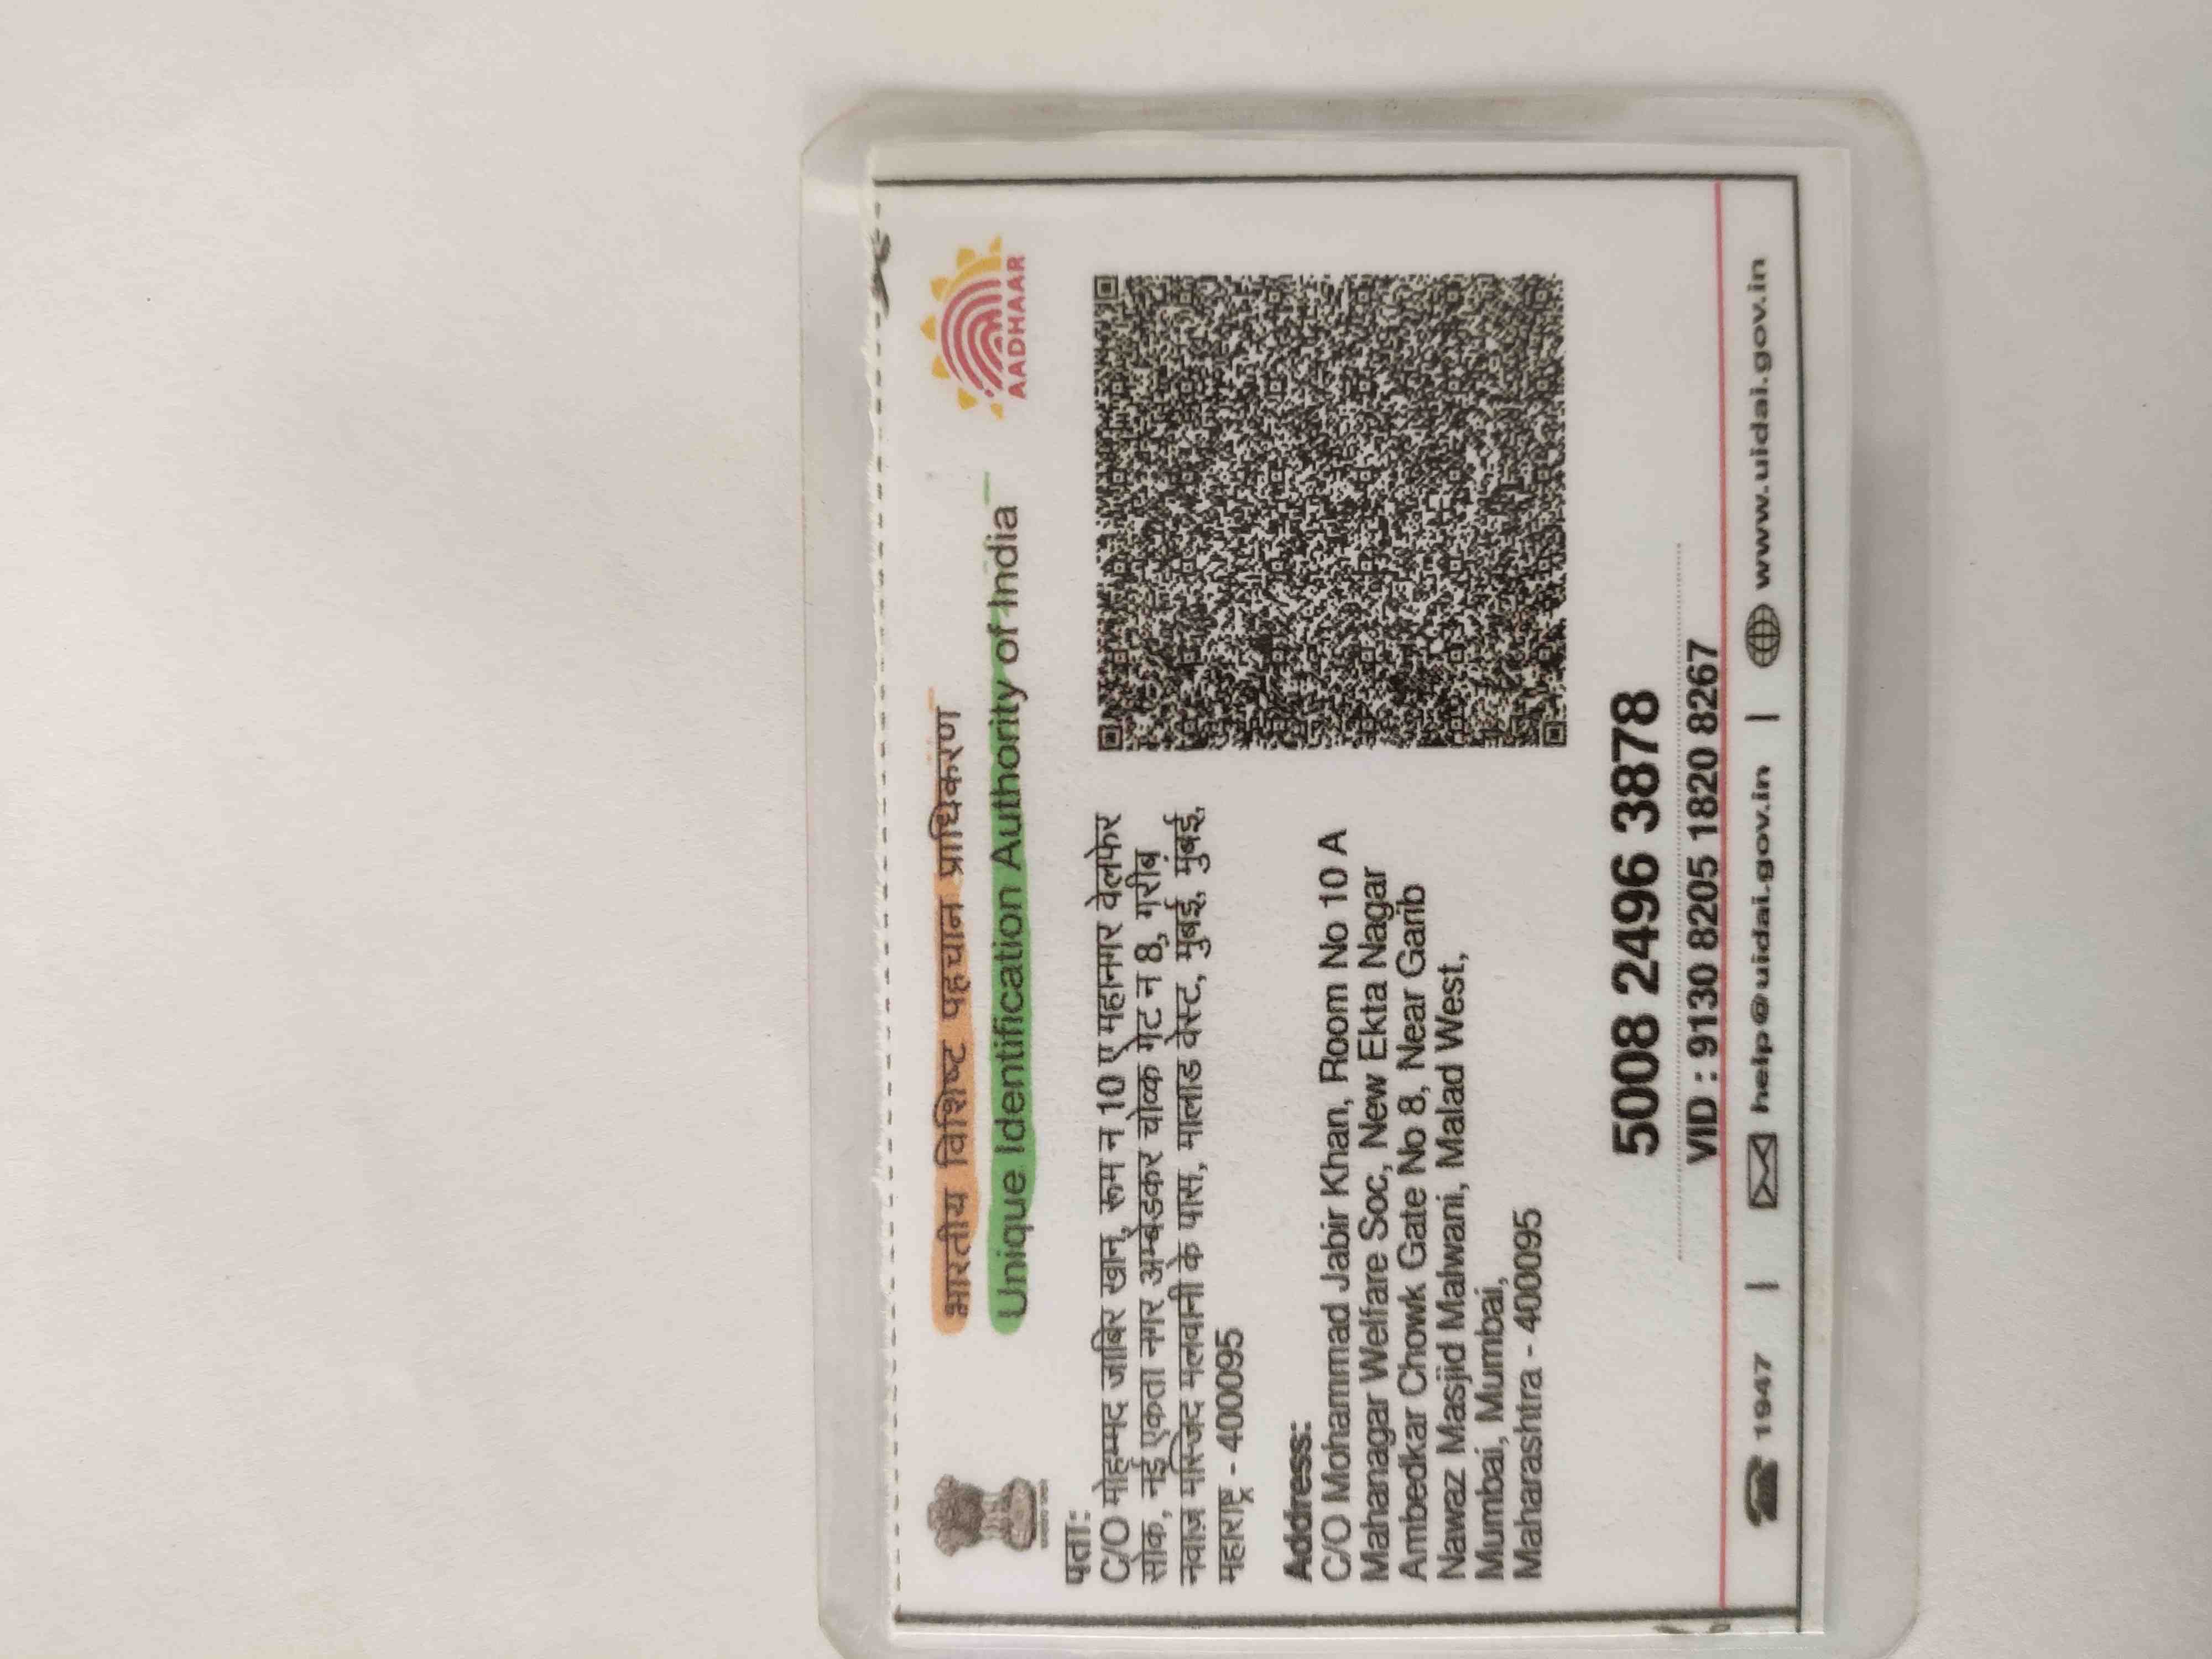 भारतीय विशिष्ट पहचान प्राधिकरण
Unique Identification Authority of India
AADHAAR
पता:
C/O मोहम्मद जाबिर खान, रूम न 10 ए महानगर वेलफेर
सोक, नई एकता नगर अम्बेडकर चोव्क गेट न 8, गरीब
नवाज़ मस्जिद मलवानी के पास, मालाड वेस्ट, मुंबई, मुंबई,
महाराष्ट्र - 400095
Address:
C/O Mohammad Jabir Khan, Room No 10 A
Mahanagar Welfare Soc, New Ekta Nagar
Ambedkar Chowk Gate No 8, Near Garib
Nawaz Masjid Malwani, Malad West,
Mumbai, Mumbai,
Maharashtra - 400095
5008 2496 3878
VID : 9130 8205 1820 8267
1947 | help@uidai.gov.in | www.uidai.gov.in